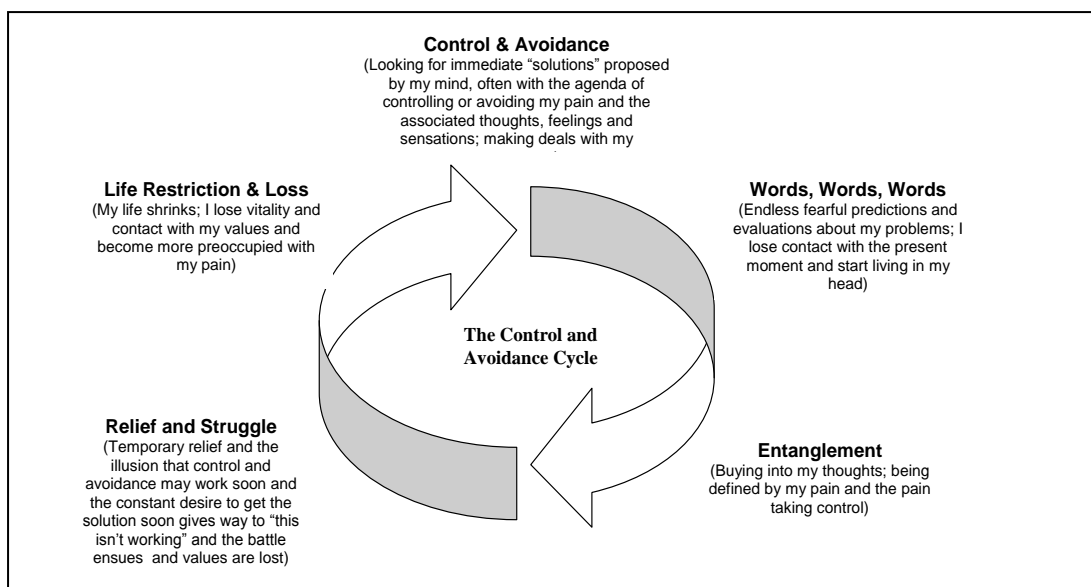 Control & Avoidance
(Looking for immediate “solutions” proposed
by my mind, often with the agenda of
controlling or avoiding my pain and the
associated thoughts, feelings and
sensations; making deals with my
Words, Words, Words
(Endless fearful predictions and
evaluations about my problems; I
lose contact with the present
moment and start living in my
head)
Entanglement
(Buying into my thoughts; being
defined by my pain and the pain
taking control)
Relief and Struggle
(Temporary relief and the
illusion that control and
avoidance may work soon and
the constant desire to get the
solution soon gives way to “this
isn’t working” and the battle
ensues  and values are lost)
Life Restriction & Loss
(My life shrinks; I lose vitality and
contact with my values and
become more preoccupied with
my pain)
The Control and
Avoidance Cycle